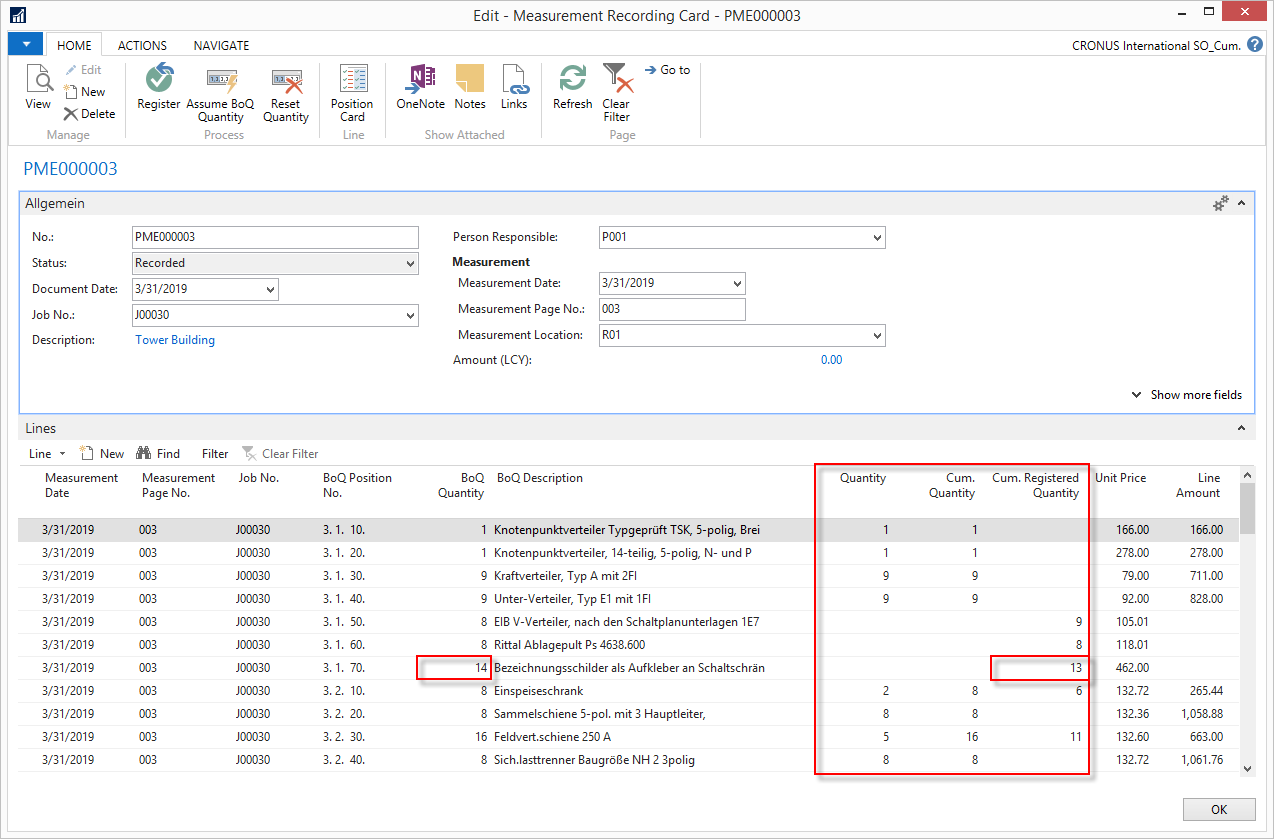 Edit - Measurement Recording Card - PME000003
HOME ACTIONS NAVIGATE CRONUS International SO_Cum. ?
View Edit New Delete Register Assume BoQ Quantity Reset Quantity Position Card OneNote Notes Links Refresh Clear Filter Go to
Manage Process Line Show Attached Page
PME000003
Allgemein
No.: PME000003 Person Responsible: P001
Status: Recorded Measurement
Document Date: 3/31/2019 Measurement Date: 3/31/2019
Job No.: J00030 Measurement Page No.: 003
Description: Tower Building Measurement Location: R01
Amount (LCY): 0.00
Show more fields
Lines
Line New Find Filter Clear Filter
Measurement Date Measurement Page No. Job No. BoQ Position No. BoQ Quantity BoQ Description Quantity Cum. Quantity Cum. Registered Quantity Unit Price Line Amount
3/31/2019 003 J00030 3. 1. 10. 1 Knotenpunktverteiler Typgeprüft TSK, 5-polig, Brei 1 1 166.00 166.00
3/31/2019 003 J00030 3. 1. 20. 1 Knotenpunktverteiler, 14-teilig, 5-polig, N- und P 1 1 278.00 278.00
3/31/2019 003 J00030 3. 1. 30. 9 Kraftverteiler, Typ A mit 2FI 9 9 79.00 711.00
3/31/2019 003 J00030 3. 1. 40. 9 Unter-Verteiler, Typ E1 mit 1FI 9 9 92.00 828.00
3/31/2019 003 J00030 3. 1. 50. 8 EIB V-Verteiler, nach den Schaltplanunterlagen 1E7 9 105.01
3/31/2019 003 J00030 3. 1. 60. 8 Rittal Ablagepult Ps 4638.600 8 118.01
3/31/2019 003 J00030 3. 1. 70. 14 Bezeichnungsschilder als Aufkleber an Schaltschrän 13 462.00
3/31/2019 003 J00030 3. 2. 10. 8 Einspeiseschrank 2 8 6 132.72 265.44
3/31/2019 003 J00030 3. 2. 20. 8 Sammelschiene 5-pol. mit 3 Hauptleiter, 8 8 132.36 1,058.88
3/31/2019 003 J00030 3. 2. 30. 16 Feldvert.schiene 250 A 5 16 11 132.60 663.00
3/31/2019 003 J00030 3. 2. 40. 8 Sich.lasttrenner Baugröße NH 2 3polig 8 8 132.72 1,061.76
OK